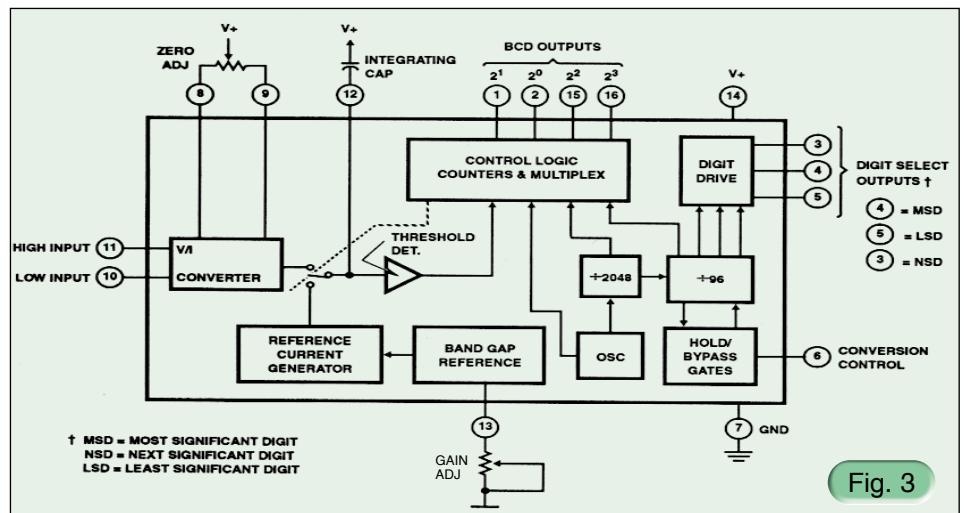 V+
V+
ZERO
ADJ
INTEGRATING
CAP
BCD OUTPUTS
2¹ 2⁰ 2² 2³
V+
8 9 12 1 2 15 16 14
CONTROL LOGIC
COUNTERS & MULTIPLEX
DIGIT
DRIVE
3
4
5
DIGIT SELECT
OUTPUTS †
4 = MSD
5 = LSD
3 = NSD
HIGH INPUT 11
LOW INPUT 10
V/I
CONVERTER
THRESHOLD
DET.
÷2048
÷96
REFERENCE
CURRENT
GENERATOR
BAND GAP
REFERENCE
OSC
HOLD/
BYPASS
GATES
6 CONVERSION
CONTROL
13
7 GND
† MSD = MOST SIGNIFICANT DIGIT
NSD = NEXT SIGNIFICANT DIGIT
LSD = LEAST SIGNIFICANT DIGIT
GAIN
ADJ
Fig. 3